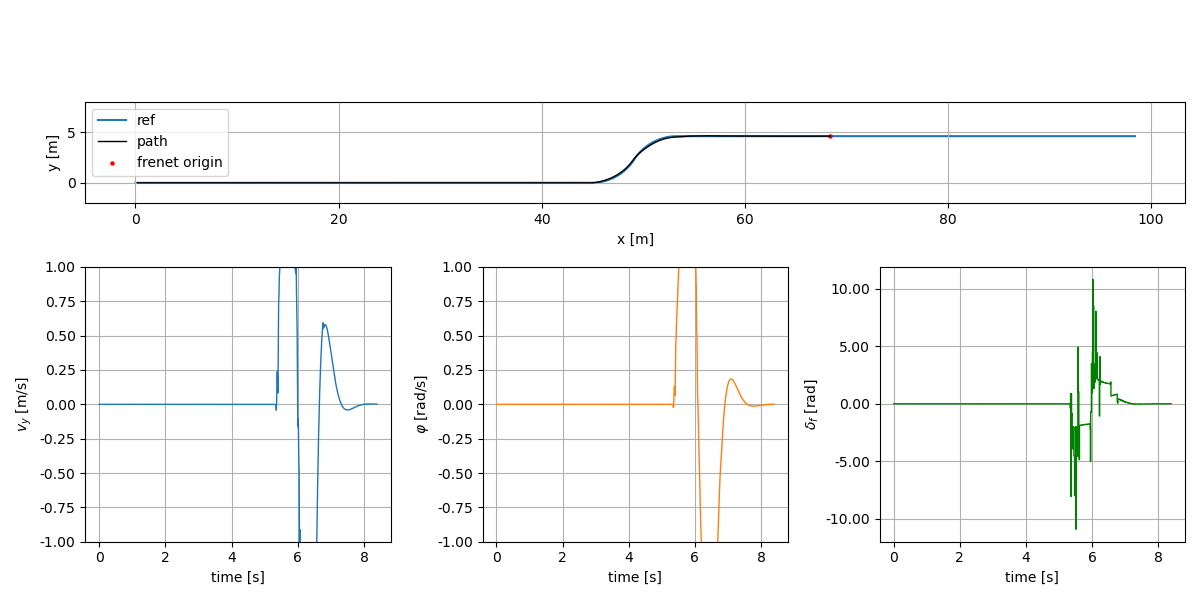 ref
path
frenet origin
y [m]
5
0
0 20 40 60 80 100
x [m]
1.00
0.75
0.50
0.25
0.00
-0.25
-0.50
-0.75
-1.00
v_y [m/s]
0 2 4 6 8
time [s]
1.00
0.75
0.50
0.25
0.00
-0.25
-0.50
-0.75
-1.00
φ [rad/s]
0 2 4 6 8
time [s]
10.00
5.00
0.00
-5.00
-10.00
δ_f [rad]
0 2 4 6 8
time [s]